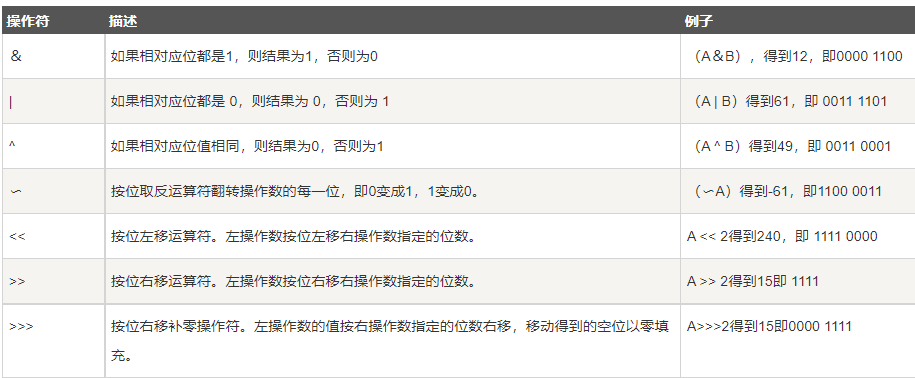 操作符 描述 例子
＆ 如果相对应位都是1，则结果为1，否则为0 （A＆B），得到12，即0000 1100
| 如果相对应位都是 0，则结果为 0，否则为 1 （A | B）得到61，即 0011 1101
^ 如果相对应位值相同，则结果为0，否则为1 （A ^ B）得到49，即 0011 0001
〜 按位取反运算符翻转操作数的每一位，即0变成1，1变成0。 （〜A）得到-61，即1100 0011
<< 按位左移运算符。左操作数按位左移右操作数指定的位数。 A << 2得到240，即 1111 0000
>> 按位右移运算符。左操作数按位右移右操作数指定的位数。 A >> 2得到15即 1111
>>> 按位右移补零操作符。左操作数的值按右操作数指定的位数右移，移动得到的空位以零填 A>>>2得到15即0000 1111
充。